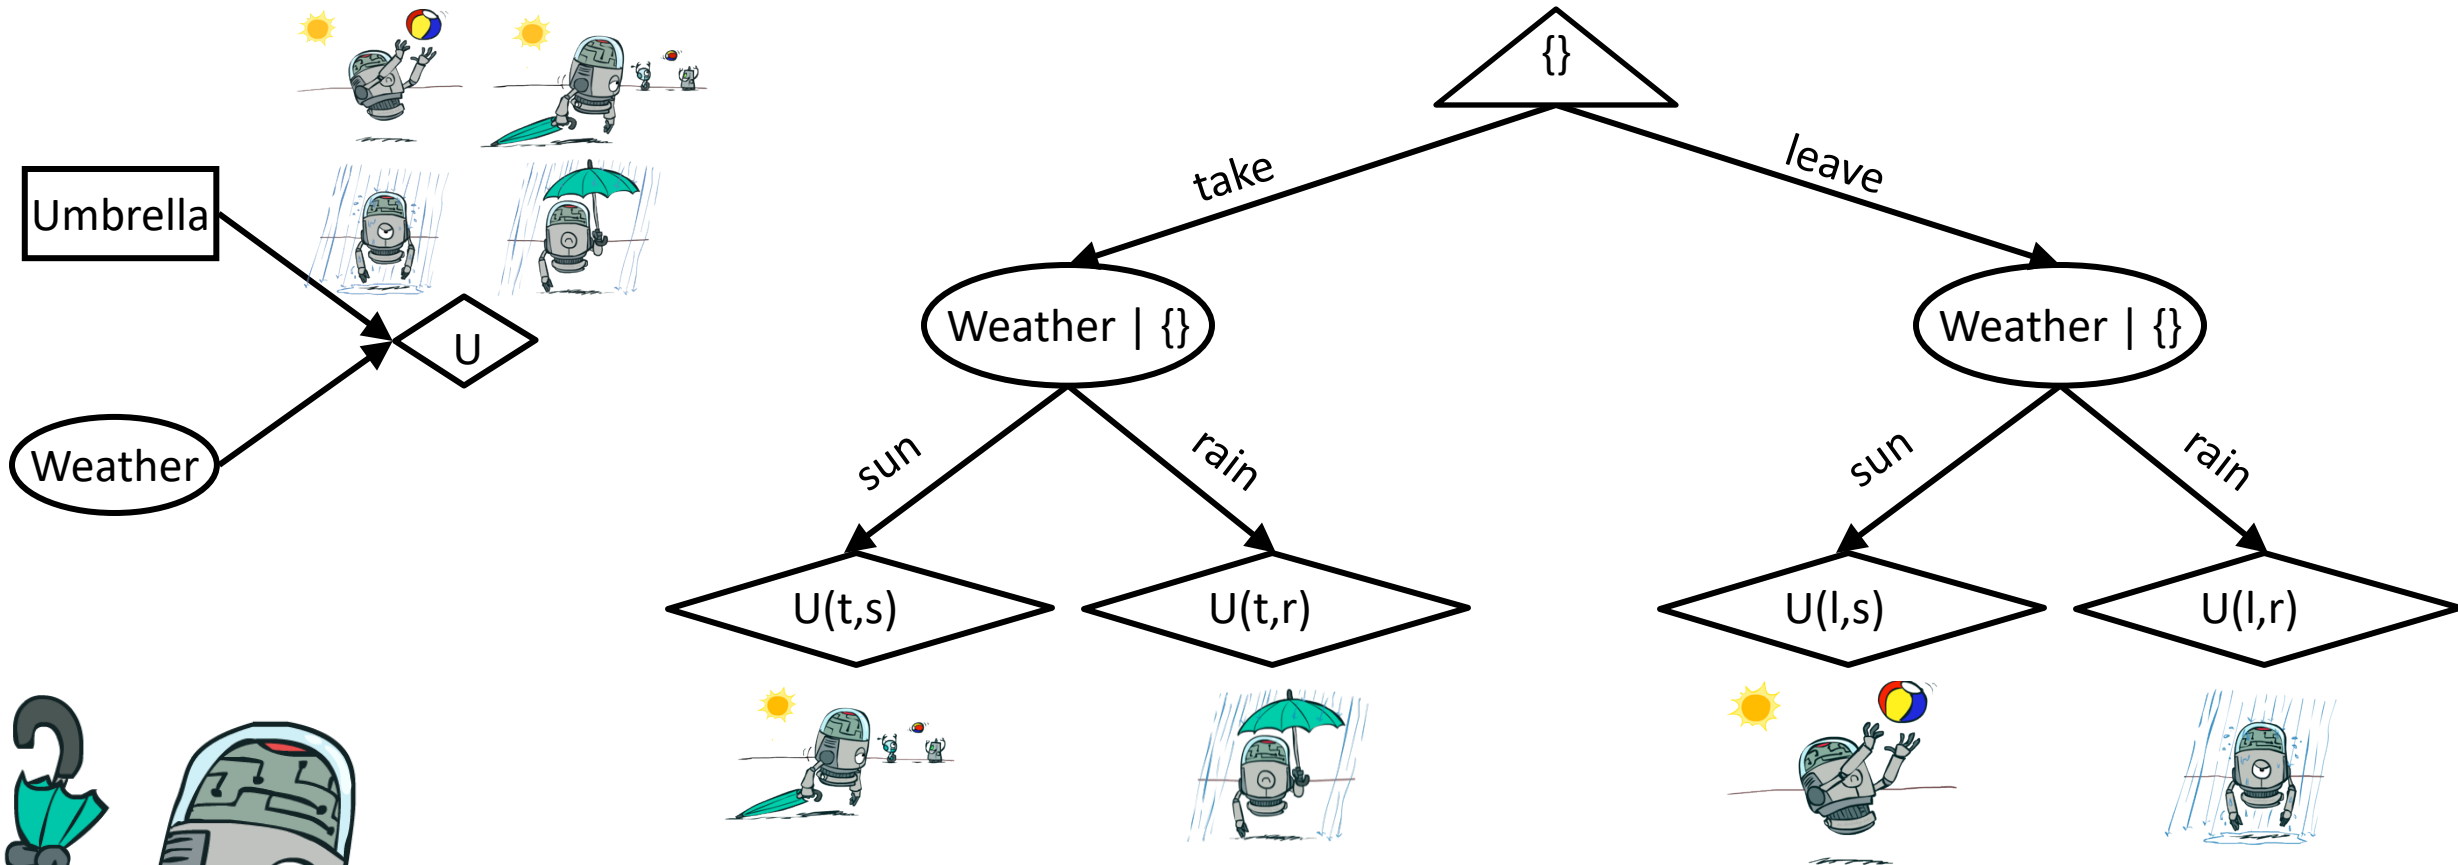 Umbrella
Weather
U
{}
take
leave
Weather | {}
Weather | {}
sun
rain
sun
rain
U(t,s)
U(t,r)
U(l,s)
U(l,r)